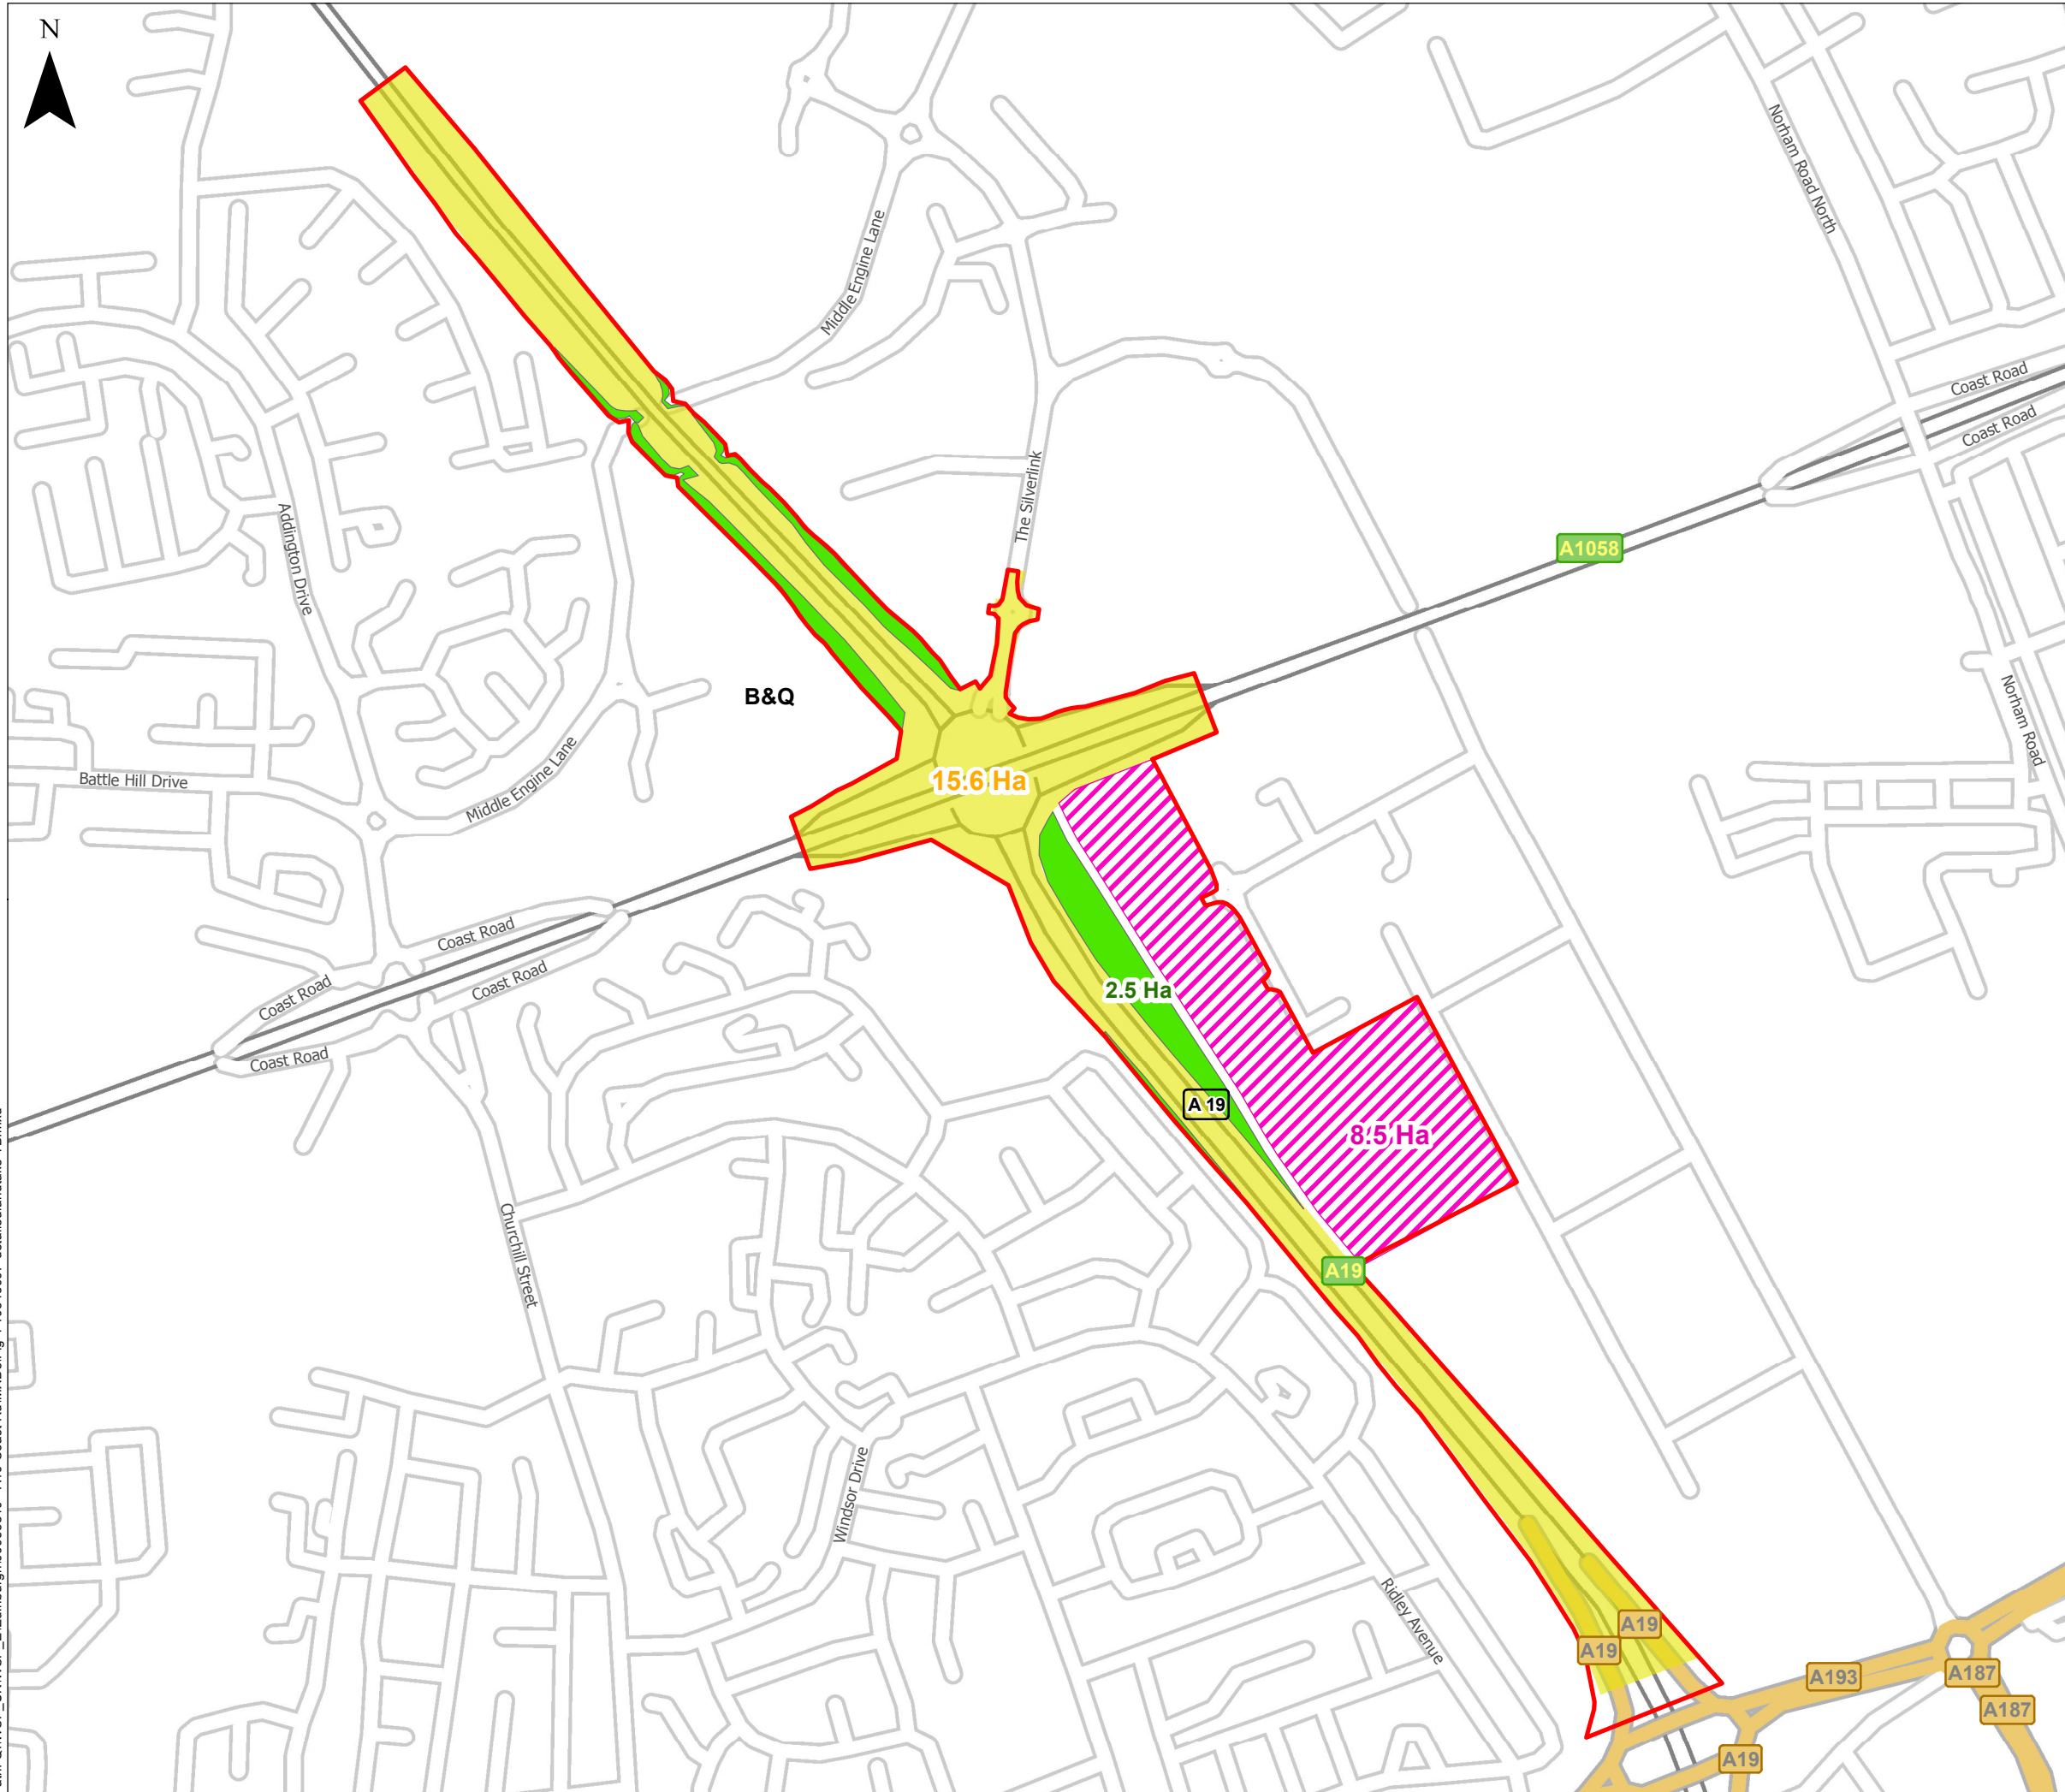 N
Norham Road North
Middle Engine Lane
Coast Road
Coast Road
The Silverlink
Addington Drive
A1058
B&Q
Norham Road
Battle Hill Drive
Middle Engine Lane
15.6 Ha
Coast Road
Coast Road
Coast Road
Coast Road
2.5 Ha
A 19
8.5 Ha
Churchill Street
A19
Windsor Drive
Ridley Avenue
A19
A19
A193
A187
A187
A19